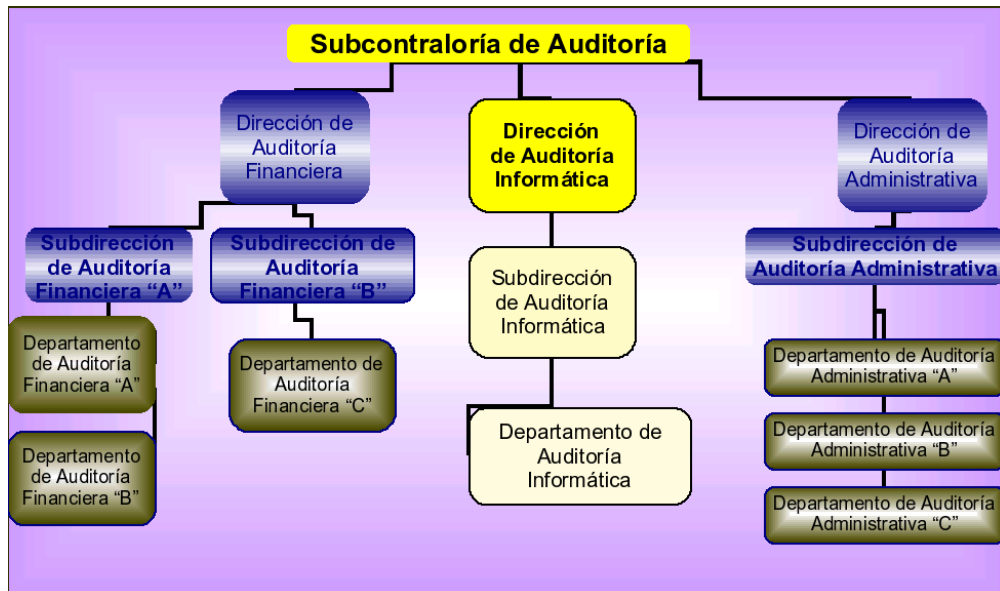 Subcontraloría de Auditoría
Dirección de
Auditoría
Financiera
Dirección
de Auditoría
Informática
Dirección de
Auditoría
Administrativa
Subdirección
de Auditoría
Financiera “A”
Subdirección de
Auditoría
Financiera “B”
Subdirección
de Auditoría
Informática
Subdirección de
Auditoría Administrativa
Departamento
de Auditoría
Financiera “A”
Departamento de
Auditoría
Financiera “C”
Departamento de Auditoría
Administrativa “A”
Departamento
de Auditoría
Financiera “B”
Departamento de
Auditoría
Informática
Departamento de Auditoría
Administrativa “B”
Departamento de Auditoría
Administrativa “C”